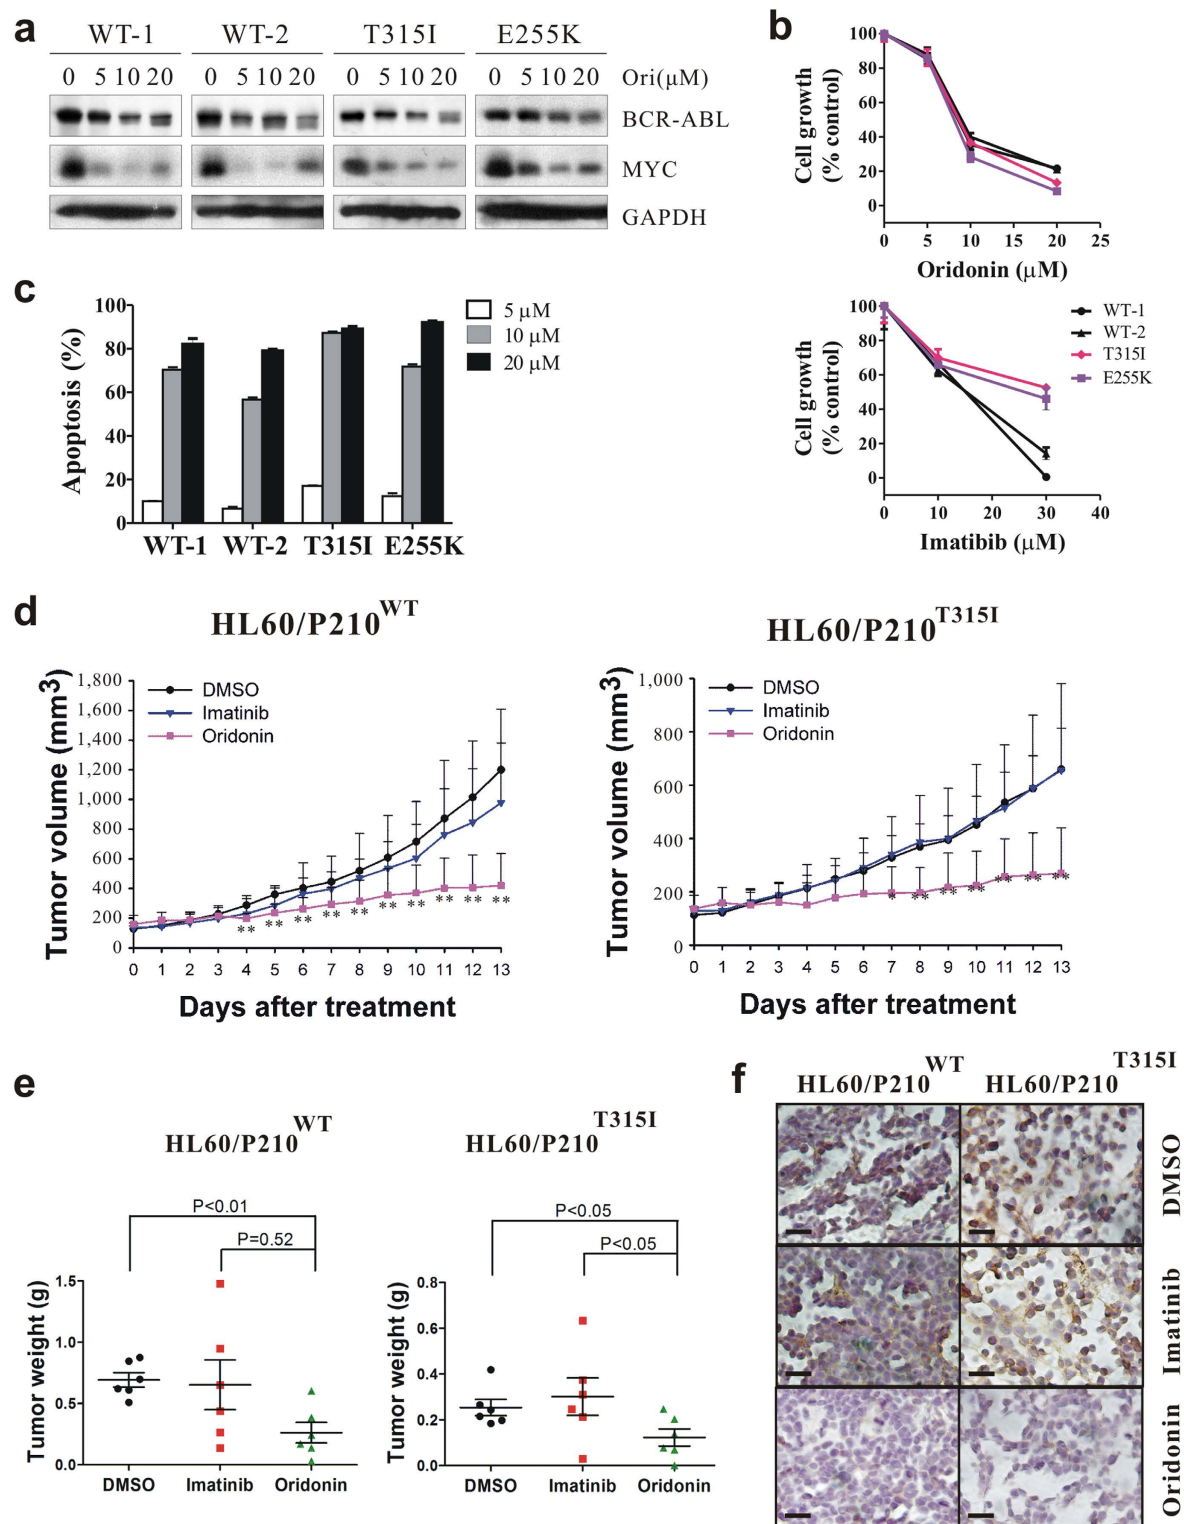 a
WT-1 WT-2 T315I E255K
0 5 10 20 0 5 10 20 0 5 10 20 0 5 10 20 Ori(μM)
BCR-ABL
MYC
GAPDH
b
Cell growth
(% control)
100
80
60
40
20
0
0 5 10 15 20 25
Oridonin (μM)
Cell growth
(% control)
100
80
60
40
20
0
0 10 20 30 40
Imatibib (μM)
WT-1
WT-2
T315I
E255K
c
Apoptosis (%)
100
80
60
40
20
0
WT-1 WT-2 T315I E255K
5 μM
10 μM
20 μM
d
HL60/P210WT
Tumor volume (mm3)
1,800
1,600
1,400
1,200
1,000
800
600
400
200
0
DMSO
Imatinib
Oridonin
** ** ** ** ** ** ** ** ** **
0 1 2 3 4 5 6 7 8 9 10 11 12 13
Days after treatment
HL60/P210T315I
Tumor volume (mm3)
1,000
800
600
400
200
0
DMSO
Imatinib
Oridonin
* ** ** ** ** ** **
0 1 2 3 4 5 6 7 8 9 10 11 12 13
Days after treatment
e
HL60/P210WT
P<0.01
P=0.52
Tumor weight (g)
1.5
1.0
0.5
0.0
DMSO Imatinib Oridonin
HL60/P210T315I
P<0.05
P<0.05
Tumor weight (g)
0.8
0.6
0.4
0.2
0.0
DMSO Imatinib Oridonin
f
HL60/P210WT HL60/P210T315I
DMSO
Imatinib
Oridonin